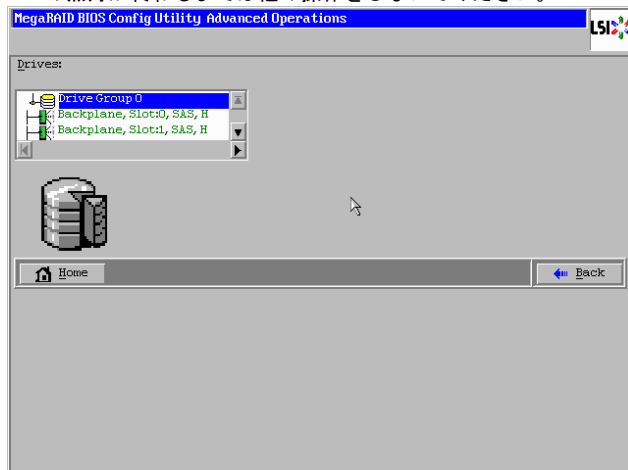 MegaRAID BIOS Config Utility Advanced Operations
LSI
Drives:
Drive Group 0
Backplane, Slot:0, SAS, H
Backplane, Slot:1, SAS, H
Home
Back